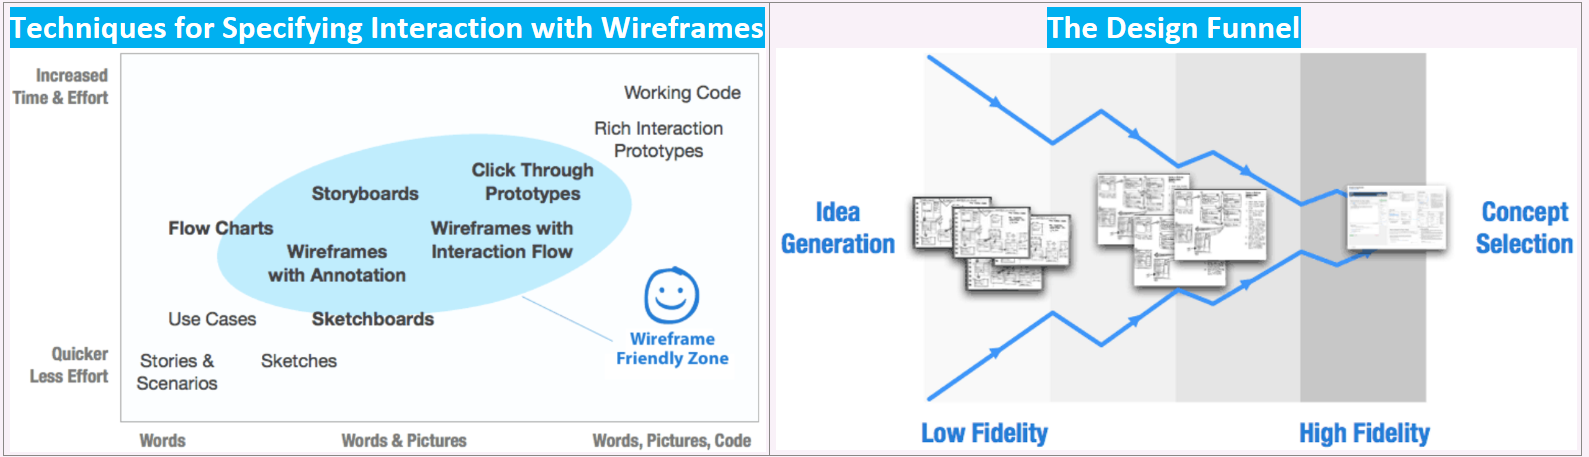 Techniques for Specifying Interaction with Wireframes
Increased
Time & Effort
Working Code
Rich Interaction
Prototypes
Click Through
Prototypes
Storyboards
Flow Charts
Wireframes with
Interaction Flow
Wireframes
with Annotation
Use Cases
Sketchboards
Wireframe
Friendly Zone
Quicker
Less Effort
Stories &
Scenarios
Sketches
Words
Words & Pictures
Words, Pictures, Code
The Design Funnel
Idea
Generation
Concept
Selection
Low Fidelity
High Fidelity